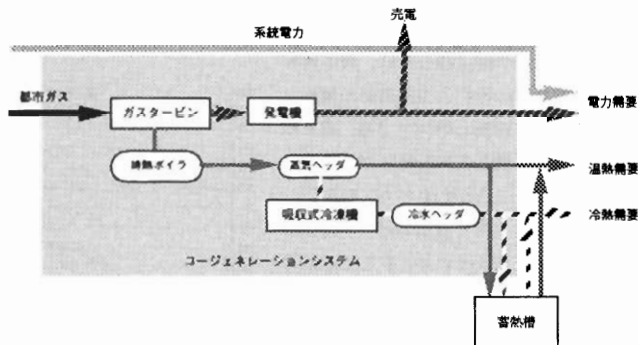 売電
系統電力
都市ガス
電力需要
ガスタービン
発電機
排熱ボイラ
蒸気ヘッダ
温熱需要
吸収式冷凍機
冷水ヘッダ
冷熱需要
コージェネレーションシステム
蓄熱槽